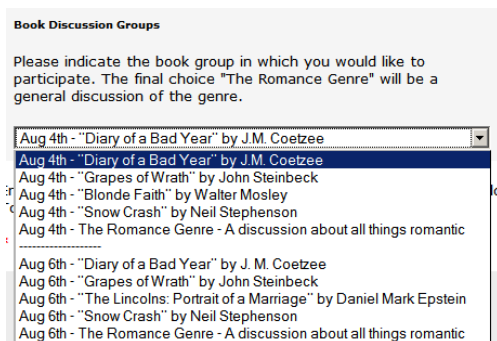 Book Discussion Groups
Please indicate the book group in which you would like to
participate. The final choice "The Romance Genre" will be a
general discussion of the genre.
Aug 4th - "Diary of a Bad Year" by J.M. Coetzee
Aug 4th - "Diary of a Bad Year" by J.M. Coetzee
Aug 4th - "Grapes of Wrath" by John Steinbeck
Aug 4th - "Blonde Faith" by Walter Mosley
Aug 4th - "Snow Crash" by Neil Stephenson
Aug 4th - The Romance Genre - A discussion about all things romantic
-------------------
Aug 6th - "Diary of a Bad Year" by J. M. Coetzee
Aug 6th - "Grapes of Wrath" by John Steinbeck
Aug 6th - "The Lincolns: Portrait of a Marriage" by Daniel Mark Epstein
Aug 6th - "Snow Crash" by Neil Stephenson
Aug 6th - The Romance Genre - A discussion about all things romantic